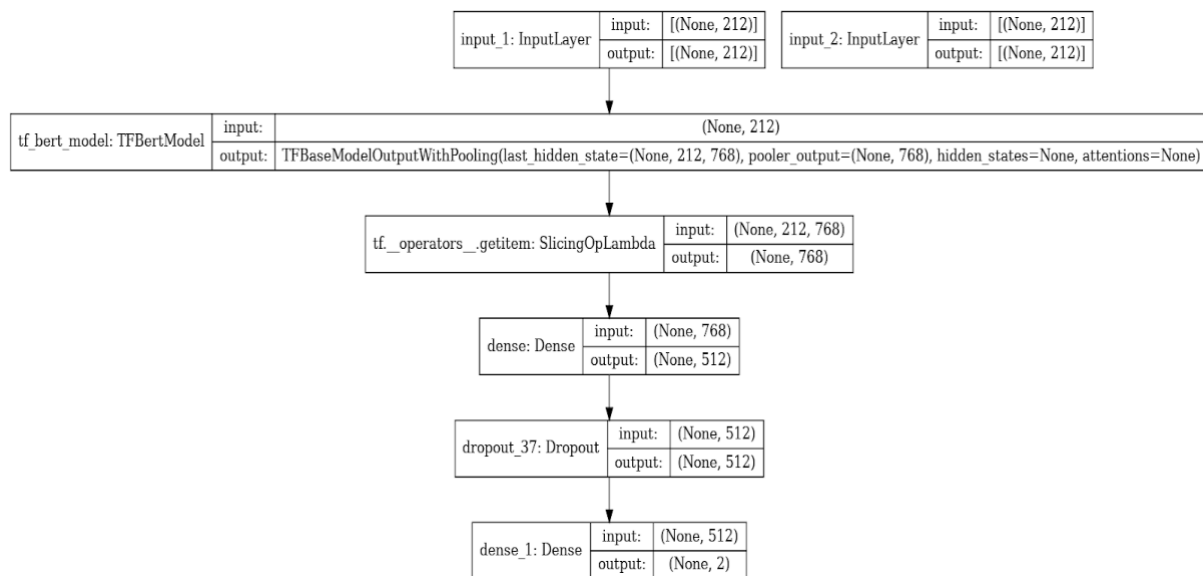 input_1: InputLayer input: [(None, 212)] output: [(None, 212)]
input_2: InputLayer input: [(None, 212)] output: [(None, 212)]
tf_bert_model: TFBertModel input: (None, 212)
output: TFBaseModelOutputWithPooling(last_hidden_state=(None, 212, 768), pooler_output=(None, 768), hidden_states=None, attentions=None)
tf.__operators__.getitem: SlicingOpLambda input: (None, 212, 768)
output: (None, 768)
dense: Dense input: (None, 768)
output: (None, 512)
dropout_37: Dropout input: (None, 512)
output: (None, 512)
dense_1: Dense input: (None, 512)
output: (None, 2)